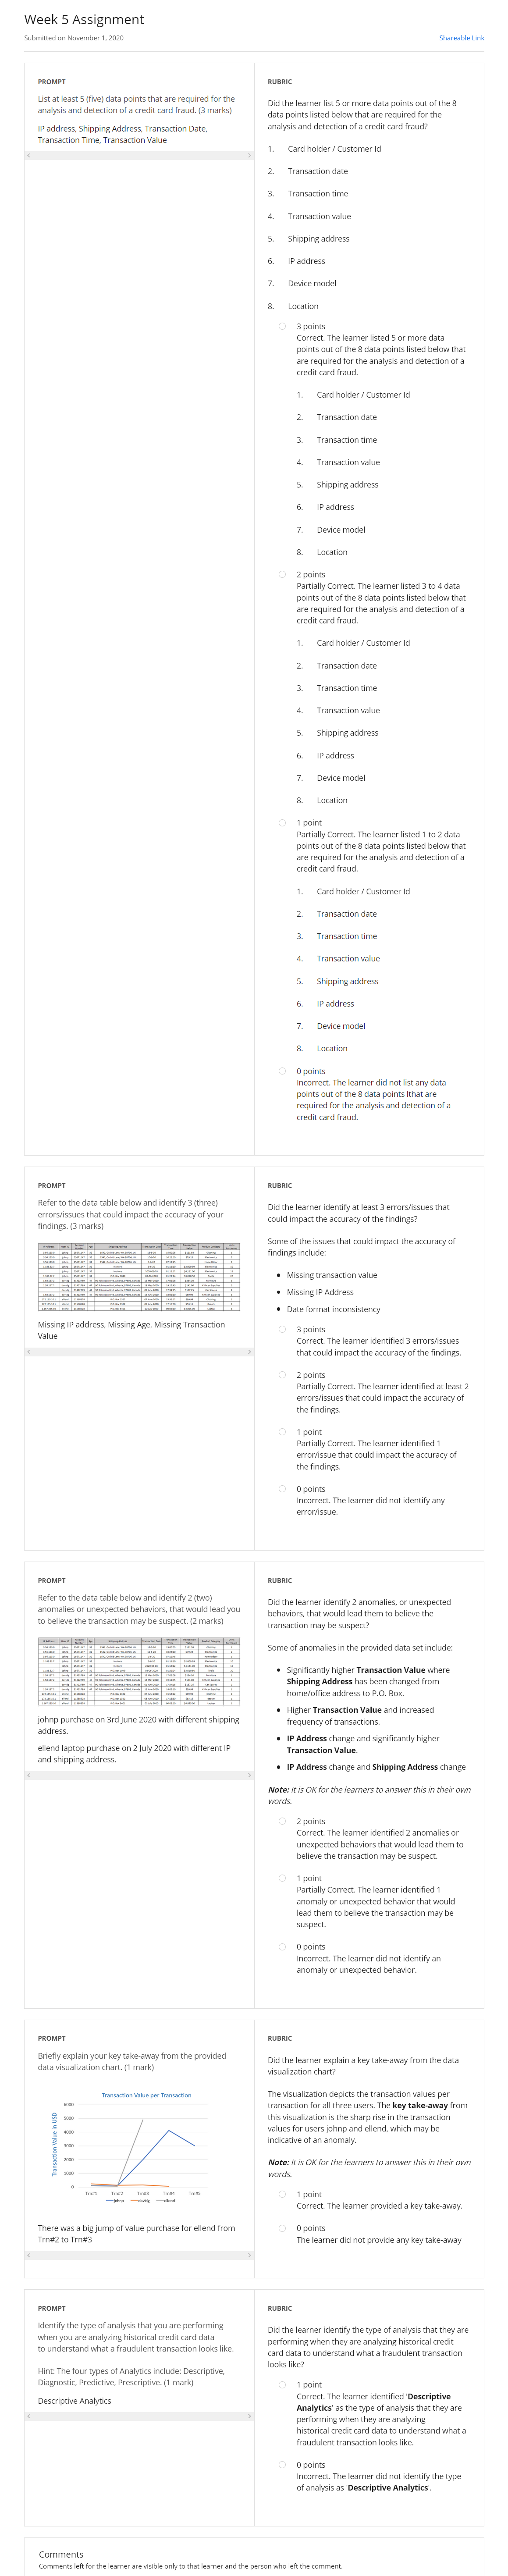 Week 5 Assignment
Submitted on November 1, 2020
Shareable Link
PROMPT
List at least 5 (five) data points that are required for the
analysis and detection of a credit card fraud. (3 marks)
IP address, Shipping Address, Transaction Date,
Transaction Time, Transaction Value
RUBRIC
Did the learner list 5 or more data points out of the 8
data points listed below that are required for the
analysis and detection of a credit card fraud?
1. Card holder / Customer Id
2. Transaction date
3. Transaction time
4. Transaction value
5. Shipping address
6. IP address
7. Device model
8. Location
3 points
Correct. The learner listed 5 or more data
points out of the 8 data points listed below that
are required for the analysis and detection of a
credit card fraud.
1. Card holder / Customer Id
2. Transaction date
3. Transaction time
4. Transaction value
5. Shipping address
6. IP address
7. Device model
8. Location
2 points
Partially Correct. The learner listed 3 to 4 data
points out of the 8 data points listed below that
are required for the analysis and detection of a
credit card fraud.
1. Card holder / Customer Id
2. Transaction date
3. Transaction time
4. Transaction value
5. Shipping address
6. IP address
7. Device model
8. Location
1 point
Partially Correct. The learner listed 1 to 2 data
points out of the 8 data points listed below that
are required for the analysis and detection of a
credit card fraud.
1. Card holder / Customer Id
2. Transaction date
3. Transaction time
4. Transaction value
5. Shipping address
6. IP address
7. Device model
8. Location
0 points
Incorrect. The learner did not list any data
points out of the 8 data points lthat are
required for the analysis and detection of a
credit card fraud.
PROMPT
Refer to the data table below and identify 3 (three)
errors/issues that could impact the accuracy of your
findings. (3 marks)
Missing IP address, Missing Age, Missing Transaction
Value
RUBRIC
Did the learner identify at least 3 errors/issues that
could impact the accuracy of the findings?
Some of the issues that could impact the accuracy of
findings include:
• Missing transaction value
• Missing IP Address
• Date format inconsistency
3 points
Correct. The learner identified 3 errors/issues
that could impact the accuracy of the findings.
2 points
Partially Correct. The learner identified at least 2
errors/issues that could impact the accuracy of
the findings.
1 point
Partially Correct. The learner identified 1
error/issue that could impact the accuracy of
the findings.
0 points
Incorrect. The learner did not identify any
error/issue.
PROMPT
Refer to the data table below and identify 2 (two)
anomalies or unexpected behaviors, that would lead you
to believe the transaction may be suspect. (2 marks)
johnp purchase on 3rd June 2020 with different shipping
address.
ellend laptop purchase on 2 July 2020 with different IP
and shipping address.
RUBRIC
Did the learner identify 2 anomalies, or unexpected
behaviors, that would lead them to believe the
transaction may be suspect?
Some of anomalies in the provided data set include:
• Significantly higher Transaction Value where
Shipping Address has been changed from
home/office address to P.O. Box.
• Higher Transaction Value and increased
frequency of transactions.
• IP Address change and significantly higher
Transaction Value.
• IP Address change and Shipping Address change
Note: It is OK for the learners to answer this in their own
words.
2 points
Correct. The learner identified 2 anomalies or
unexpected behaviors that would lead them to
believe the transaction may be suspect.
1 point
Partially Correct. The learner identified 1
anomaly or unexpected behavior that would
lead them to believe the transaction may be
suspect.
0 points
Incorrect. The learner did not identify an
anomaly or unexpected behavior.
PROMPT
Briefly explain your key take-away from the provided
data visualization chart. (1 mark)
Transaction Value per Transaction
Transaction Value in USD
6000
5000
4000
3000
2000
1000
0
Trn#1 Trn#2 Trn#3 Trn#4 Trn#5
johnp davidg ellend
There was a big jump of value purchase for ellend from
Trn#2 to Trn#3
RUBRIC
Did the learner explain a key take-away from the data
visualization chart?
The visualization depicts the transaction values per
transaction for all three users. The key take-away from
this visualization is the sharp rise in the transaction
values for users johnp and ellend, which may be
indicative of an anomaly.
Note: It is OK for the learners to answer this in their own
words.
1 point
Correct. The learner provided a key take-away.
0 points
The learner did not provide any key take-away
PROMPT
Identify the type of analysis that you are performing
when you are analyzing historical credit card data
to understand what a fraudulent transaction looks like.
Hint: The four types of Analytics include: Descriptive,
Diagnostic, Predictive, Prescriptive. (1 mark)
Descriptive Analytics
RUBRIC
Did the learner identify the type of analysis that they are
performing when they are analyzing historical credit
card data to understand what a fraudulent transaction
looks like?
1 point
Correct. The learner identified 'Descriptive
Analytics' as the type of analysis that they are
performing when they are analyzing
historical credit card data to understand what a
fraudulent transaction looks like.
0 points
Incorrect. The learner did not identify the type
of analysis as 'Descriptive Analytics'.
Comments
Comments left for the learner are visible only to that learner and the person who left the comment.